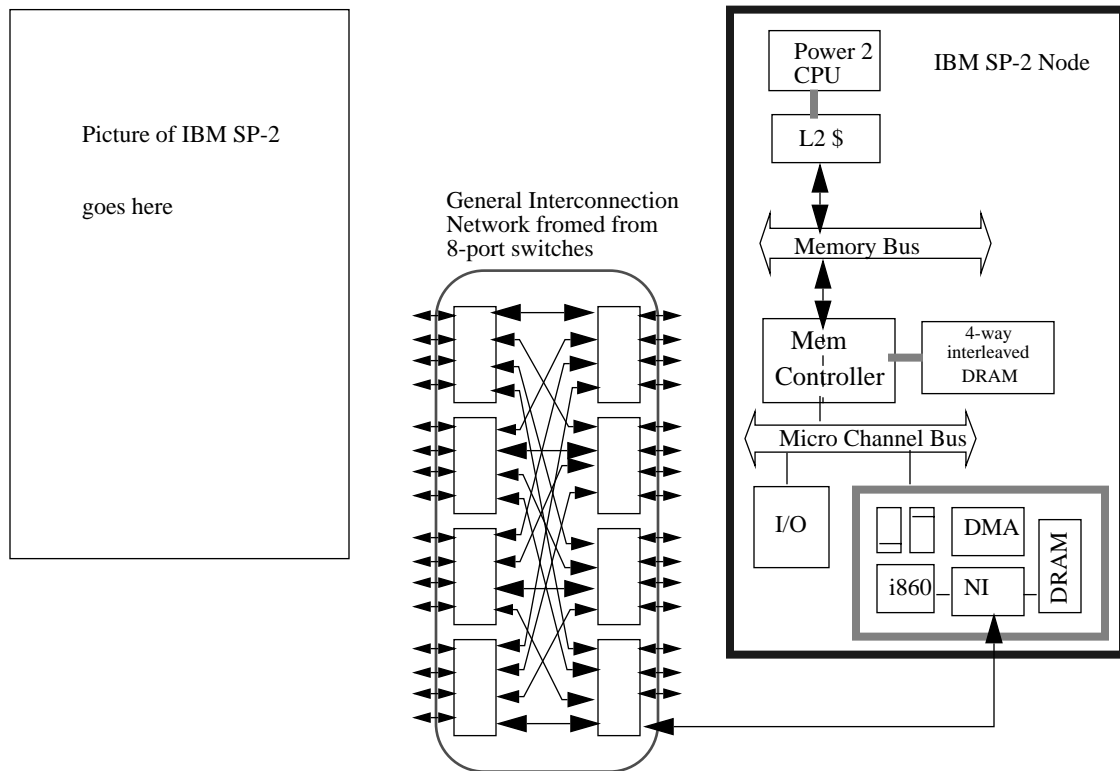 Picture of IBM SP-2
goes here
General Interconnection
Network fromed from
8-port switches
IBM SP-2 Node
Power 2
CPU
L2 $
Memory Bus
Mem
Controller
4-way
interleaved
DRAM
Micro Channel Bus
I/O
DMA
i860
NI
DRAM